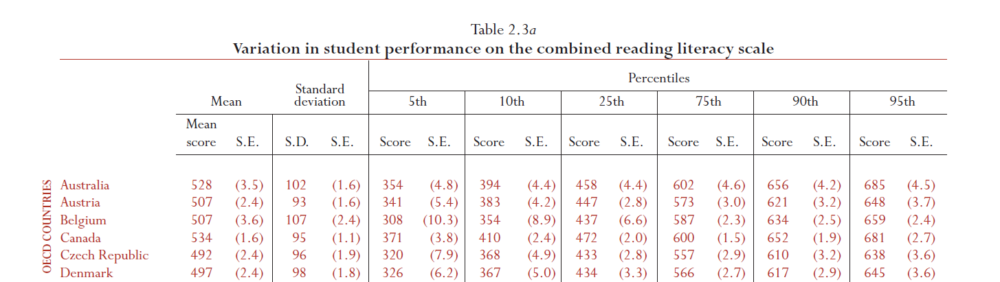 Table 2.3a
Variation in student performance on the combined reading literacy scale
Percentiles
Mean Standard deviation 5th 10th 25th 75th 90th 95th
Mean score S.E. S.D. S.E. Score S.E. Score S.E. Score S.E. Score S.E. Score S.E. Score S.E.
OECD COUNTRIES
Australia 528 (3.5) 102 (1.6) 354 (4.8) 394 (4.4) 458 (4.4) 602 (4.6) 656 (4.2) 685 (4.5)
Austria 507 (2.4) 93 (1.6) 341 (5.4) 383 (4.2) 447 (2.8) 573 (3.0) 621 (3.2) 648 (3.7)
Belgium 507 (3.6) 107 (2.4) 308 (10.3) 354 (8.9) 437 (6.6) 587 (2.3) 634 (2.5) 659 (2.4)
Canada 534 (1.6) 95 (1.1) 371 (3.8) 410 (2.4) 472 (2.0) 600 (1.5) 652 (1.9) 681 (2.7)
Czech Republic 492 (2.4) 96 (1.9) 320 (7.9) 368 (4.9) 433 (2.8) 557 (2.9) 610 (3.2) 638 (3.6)
Denmark 497 (2.4) 98 (1.8) 326 (6.2) 367 (5.0) 434 (3.3) 566 (2.7) 617 (2.9) 645 (3.6)